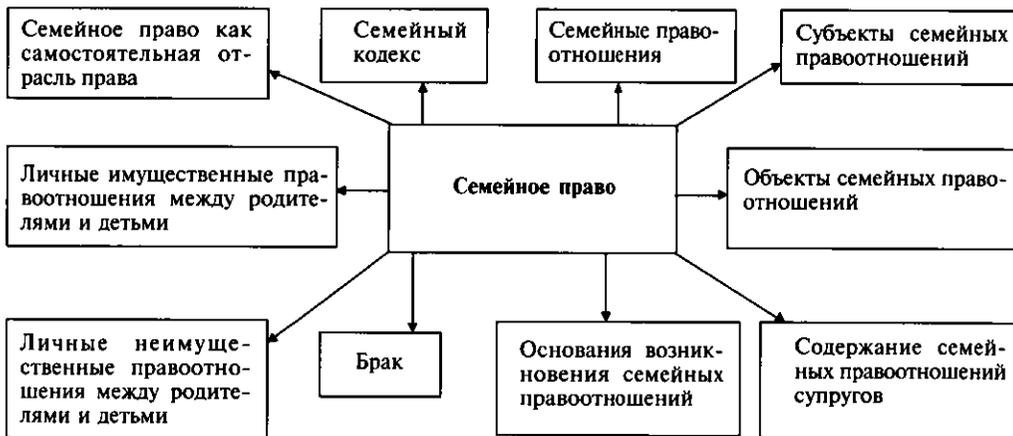 Семейное право как
самостоятельная от-
расль права
Семейный
кодекс
Семейные право-
отношения
Субъекты семейных
правоотношений
Личные имущественные пра-
воотношения между родите-
лями и детьми
Семейное право
Объекты семейных право-
отношений
Личные неимуще-
ственные правоотно-
шения между родите-
лями и детьми
Брак
Основания возник-
новения семейных
правоотношений
Содержание семей-
ных правоотношений
супругов